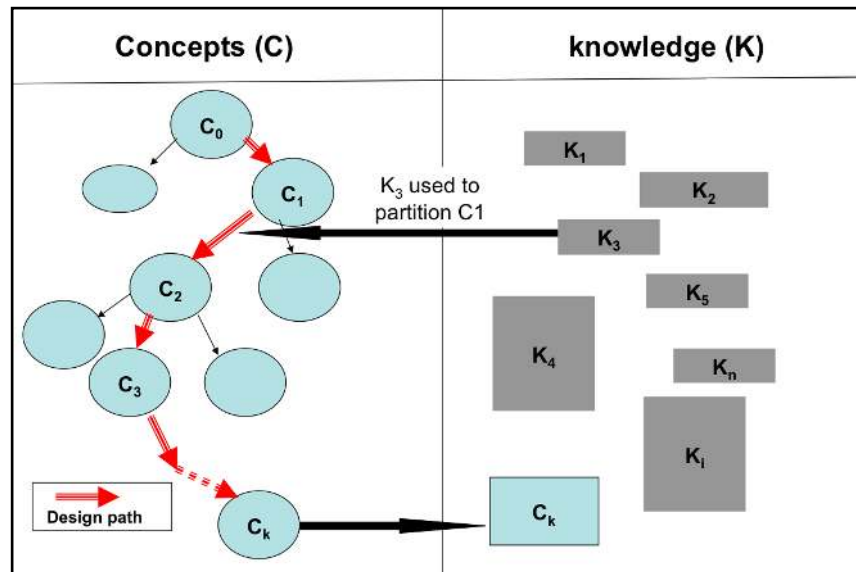 Concepts (C)
knowledge (K)
C₀
C₁
K₃ used to
partition C1
C₂
C₃
Cₖ
Design path
K₁
K₂
K₃
K₅
K₄
Kₙ
Kᵢ
Cₖ